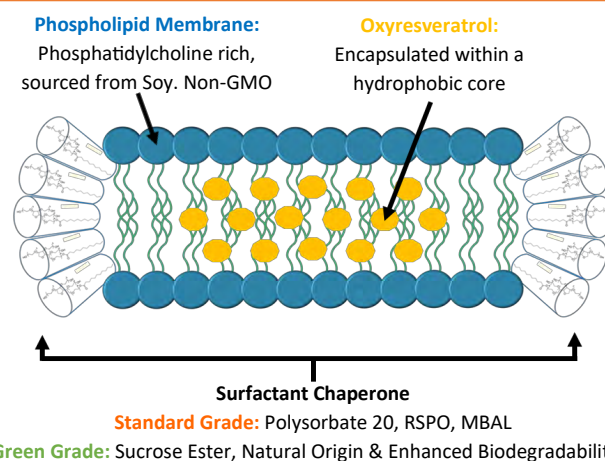 Phospholipid Membrane:
Phosphatidylcholine rich,
sourced from Soy. Non-GMO
Oxyresveratrol:
Encapsulated within a
hydrophobic core
Surfactant Chaperone
Standard Grade: Polysorbate 20, RSPO, MBAL
Green Grade: Sucrose Ester, Natural Origin & Enhanced Biodegradability